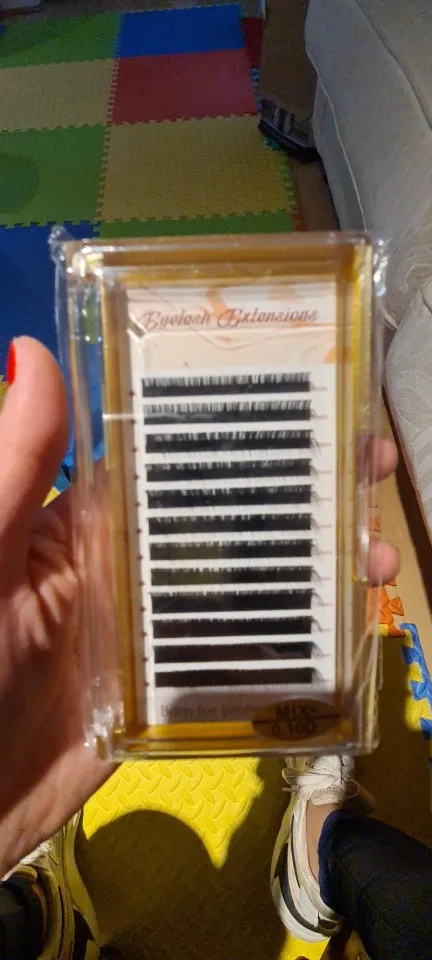 Eyelash Extensions
Born for
MIX-
0.10D